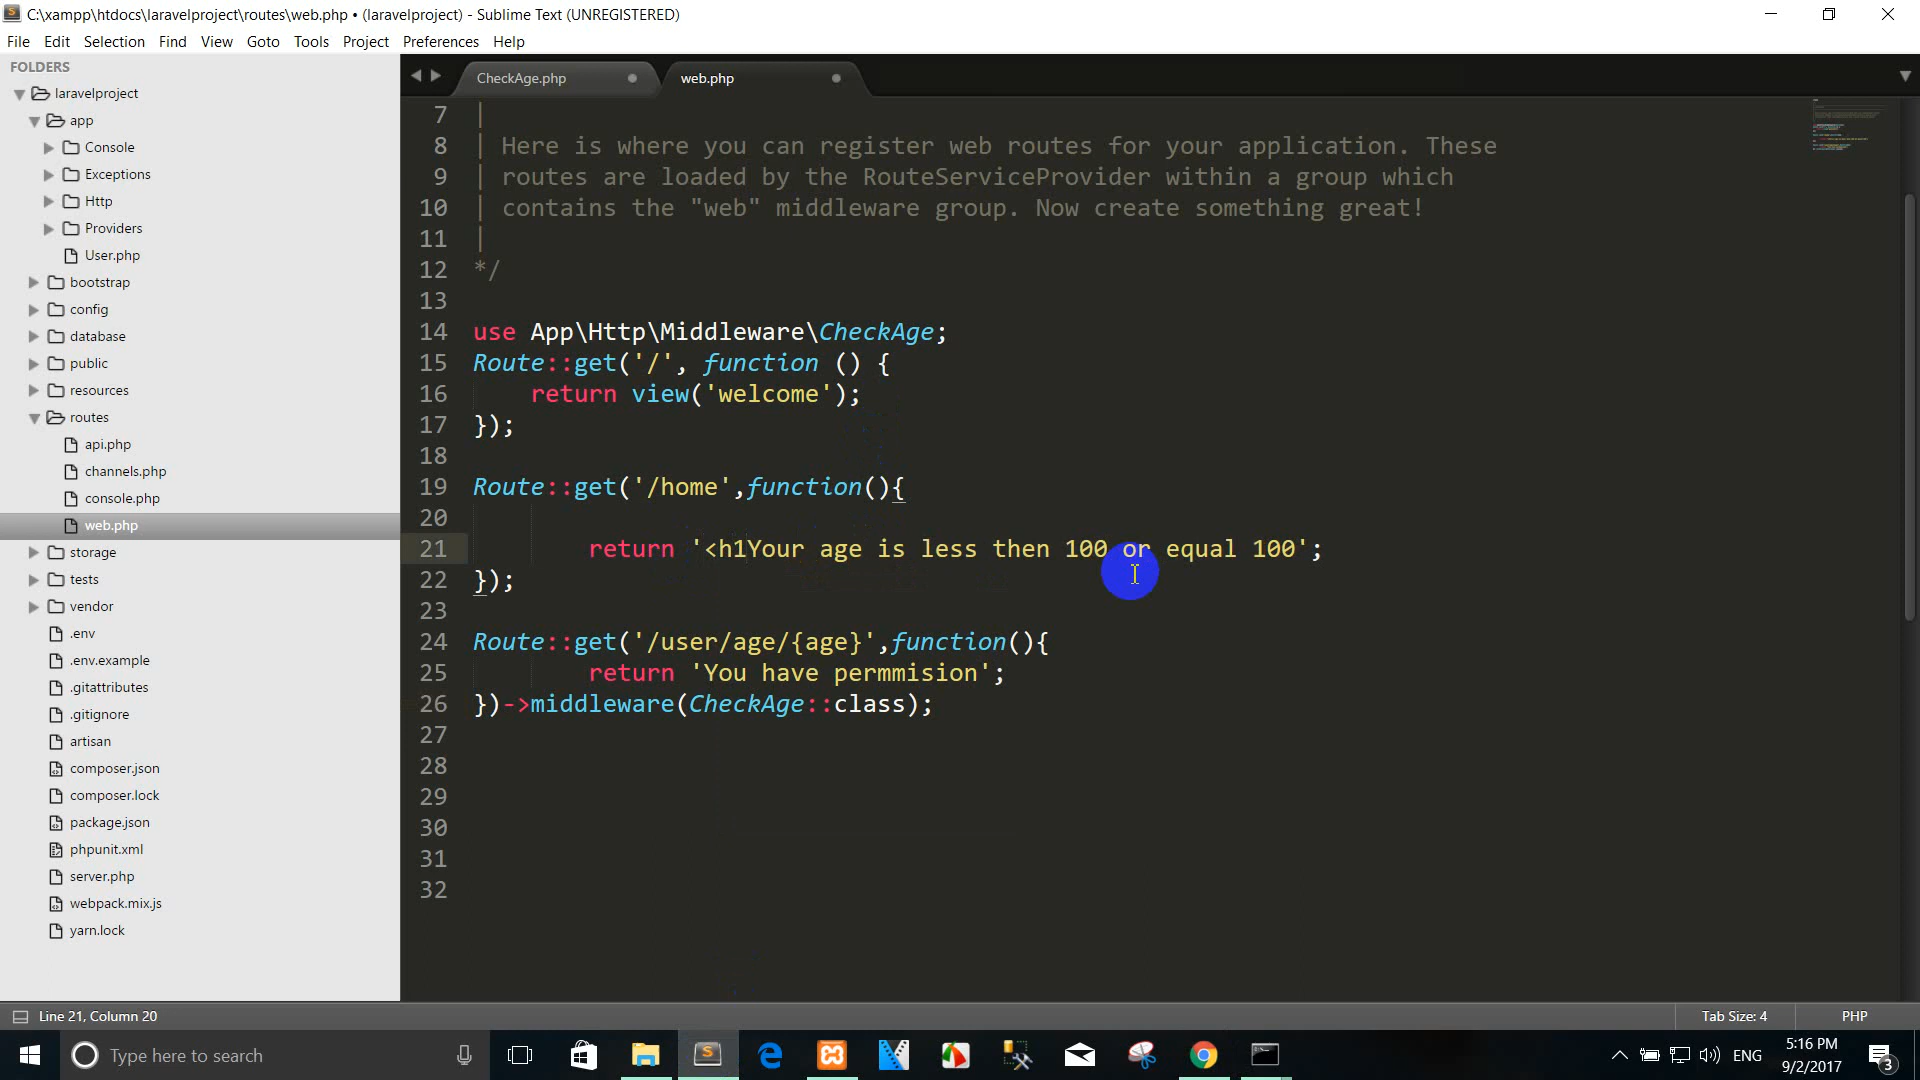 C:\xampp\htdocs\laravelproject\routes\web.php • (laravelproject) - Sublime Text (UNREGISTERED)
File Edit Selection Find View Goto Tools Project Preferences Help
FOLDERS
laravelproject
app
Console
Exceptions
Http
Providers
User.php
bootstrap
config
database
public
resources
routes
api.php
channels.php
console.php
web.php
storage
tests
vendor
.env
.env.example
.gitattributes
.gitignore
artisan
composer.json
composer.lock
package.json
phpunit.xml
server.php
webpack.mix.js
yarn.lock
CheckAge.php
web.php
7 |
8 | Here is where you can register web routes for your application. These
9 | routes are loaded by the RouteServiceProvider within a group which
10 | contains the "web" middleware group. Now create something great!
11 |
12 */
13
14 use App\Http\Middleware\CheckAge;
15 Route::get('/', function () {
16 return view('welcome');
17 });
18
19 Route::get('/home',function(){
20
21 return '<h1Your age is less then 100 or equal 100';
22 });
23
24 Route::get('/user/age/{age}',function(){
25 return 'You have permmision';
26 })->middleware(CheckAge::class);
27
28
29
30
31
32
Line 21, Column 20
Tab Size: 4
PHP
Type here to search
ENG
5:16 PM
9/2/2017
3